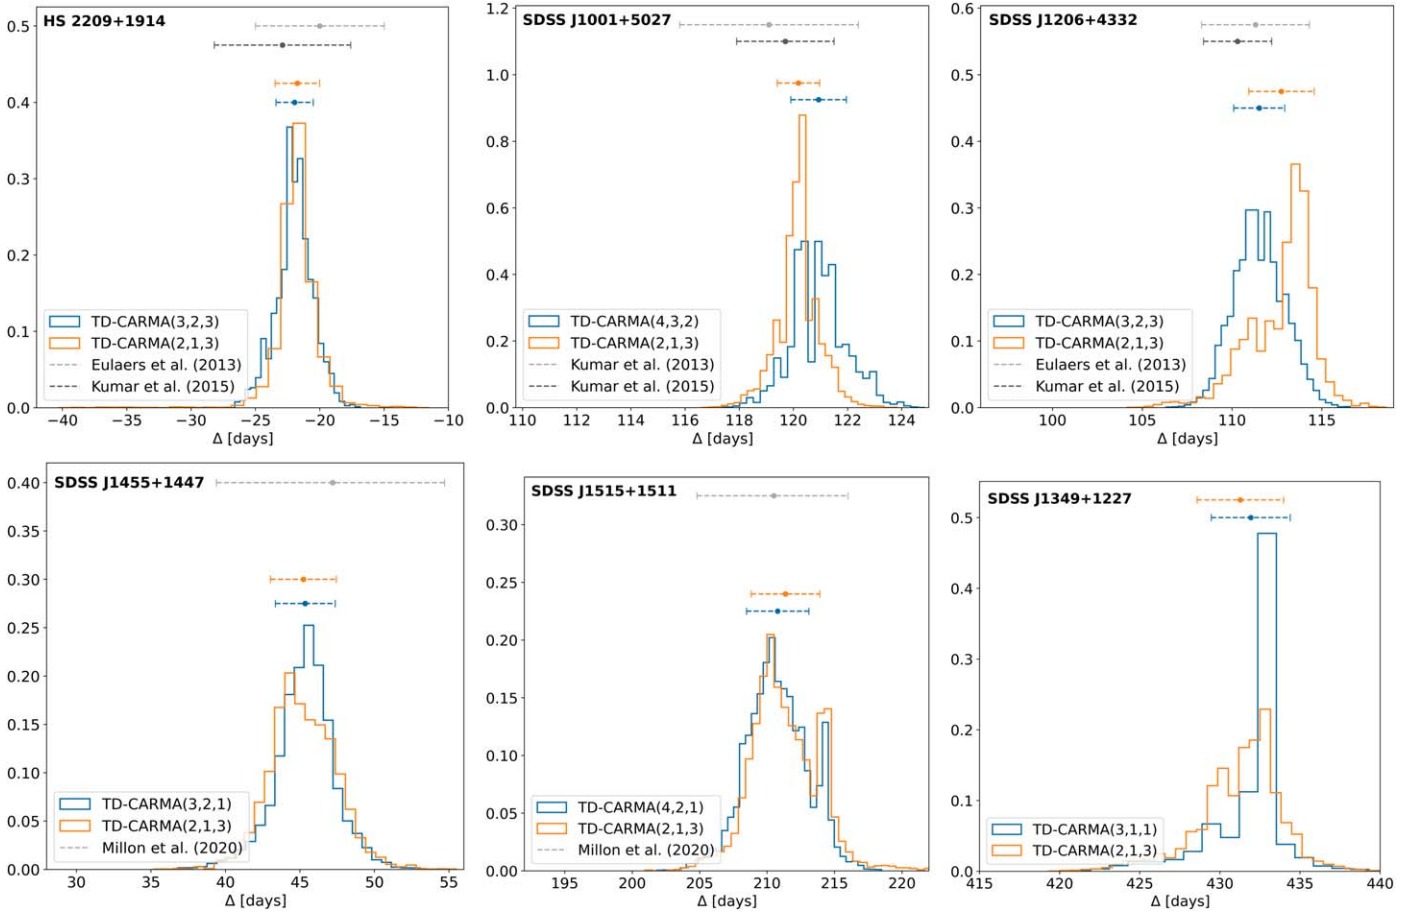 HS 2209+1914
0.5
0.4
0.3
0.2
0.1
0.0
TD-CARMA(3,2,3)
TD-CARMA(2,1,3)
Eulaers et al. (2013)
Kumar et al. (2015)
−40 −35 −30 −25 −20 −15 −10
Δ [days]
SDSS J1001+5027
1.2
1.0
0.8
0.6
0.4
0.2
0.0
TD-CARMA(4,3,2)
TD-CARMA(2,1,3)
Kumar et al. (2013)
Kumar et al. (2015)
110 112 114 116 118 120 122 124
Δ [days]
SDSS J1206+4332
0.6
0.5
0.4
0.3
0.2
0.1
0.0
TD-CARMA(3,2,3)
TD-CARMA(2,1,3)
Eulaers et al. (2013)
Kumar et al. (2015)
100 105 110 115
Δ [days]
SDSS J1455+1447
0.40
0.35
0.30
0.25
0.20
0.15
0.10
0.05
0.00
TD-CARMA(3,2,1)
TD-CARMA(2,1,3)
Millon et al. (2020)
30 35 40 45 50 55
Δ [days]
SDSS J1515+1511
0.30
0.25
0.20
0.15
0.10
0.05
0.00
TD-CARMA(4,2,1)
TD-CARMA(2,1,3)
Millon et al. (2020)
195 200 205 210 215 220
Δ [days]
SDSS J1349+1227
0.5
0.4
0.3
0.2
0.1
0.0
TD-CARMA(3,1,1)
TD-CARMA(2,1,3)
415 420 425 430 435 440
Δ [days]